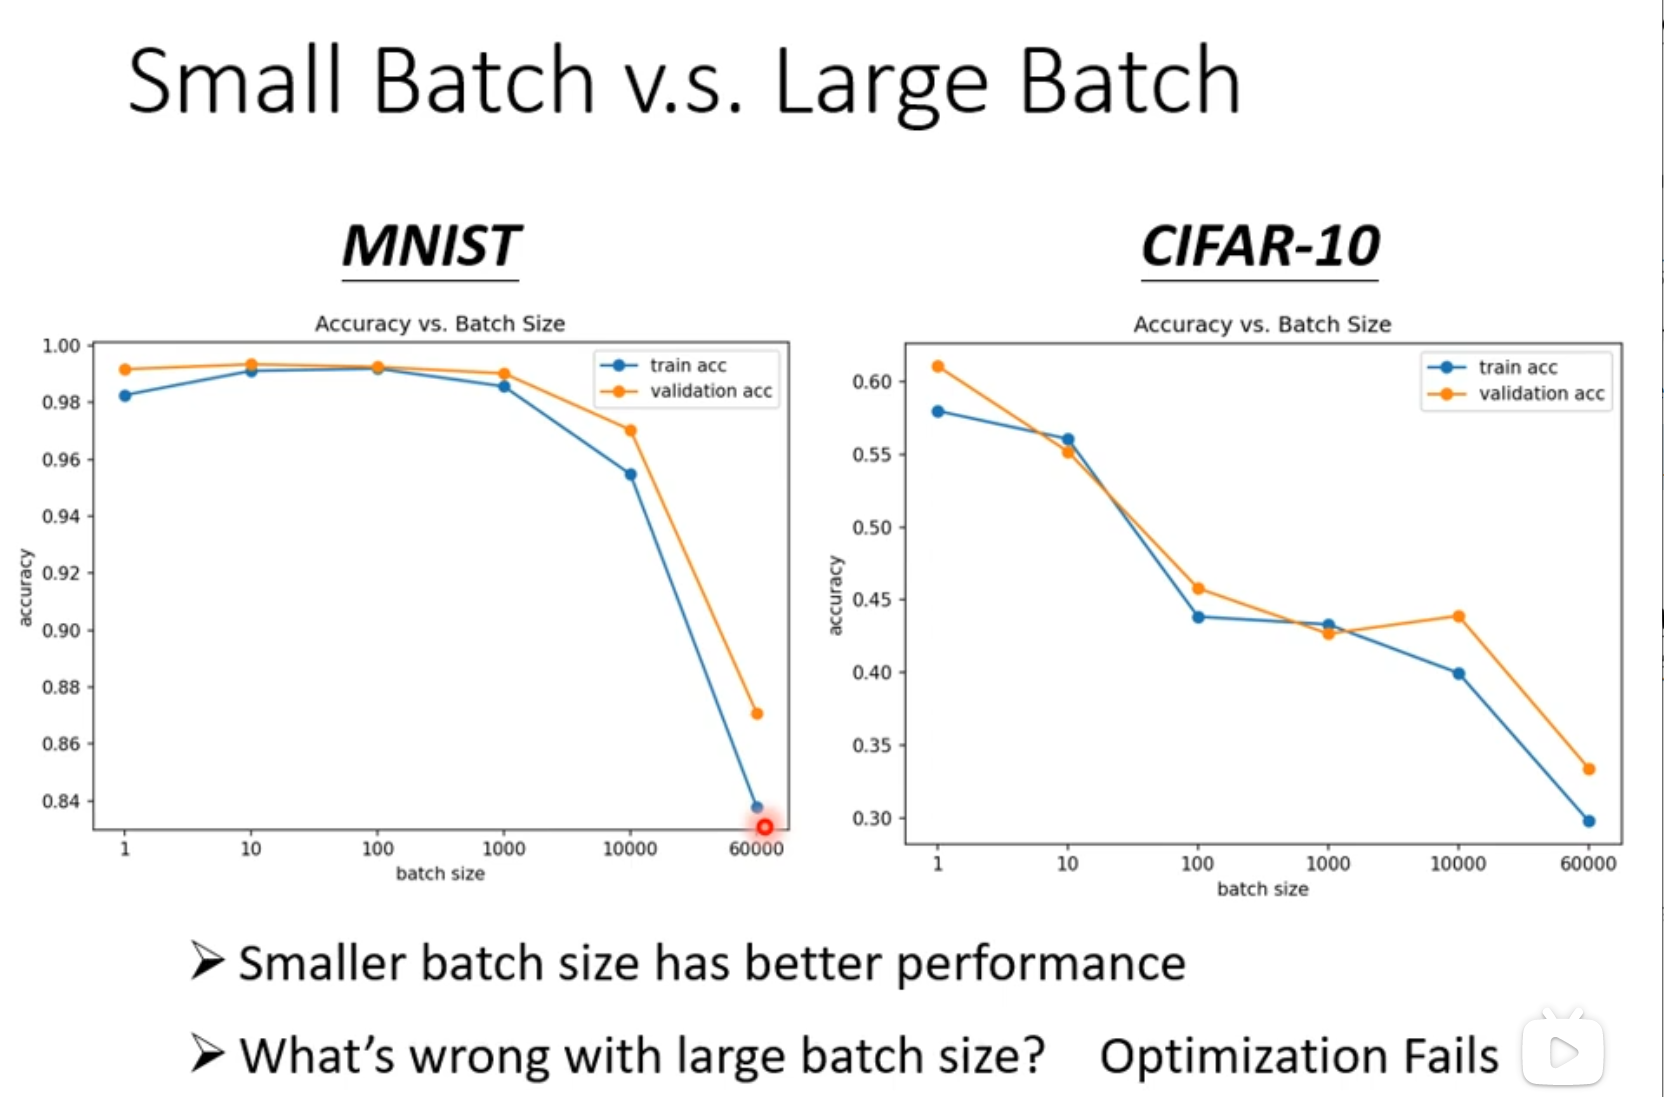 Small Batch v.s. Large Batch
MNIST
Accuracy vs. Batch Size
1.00
0.98
0.96
0.94
0.92
0.90
0.88
0.86
0.84
accuracy
train acc
validation acc
1 10 100 1000 10000 60000
batch size
CIFAR-10
Accuracy vs. Batch Size
0.60
0.55
0.50
0.45
0.40
0.35
0.30
accuracy
train acc
validation acc
1 10 100 1000 10000 60000
batch size
➢ Smaller batch size has better performance
➢ What's wrong with large batch size? Optimization Fails